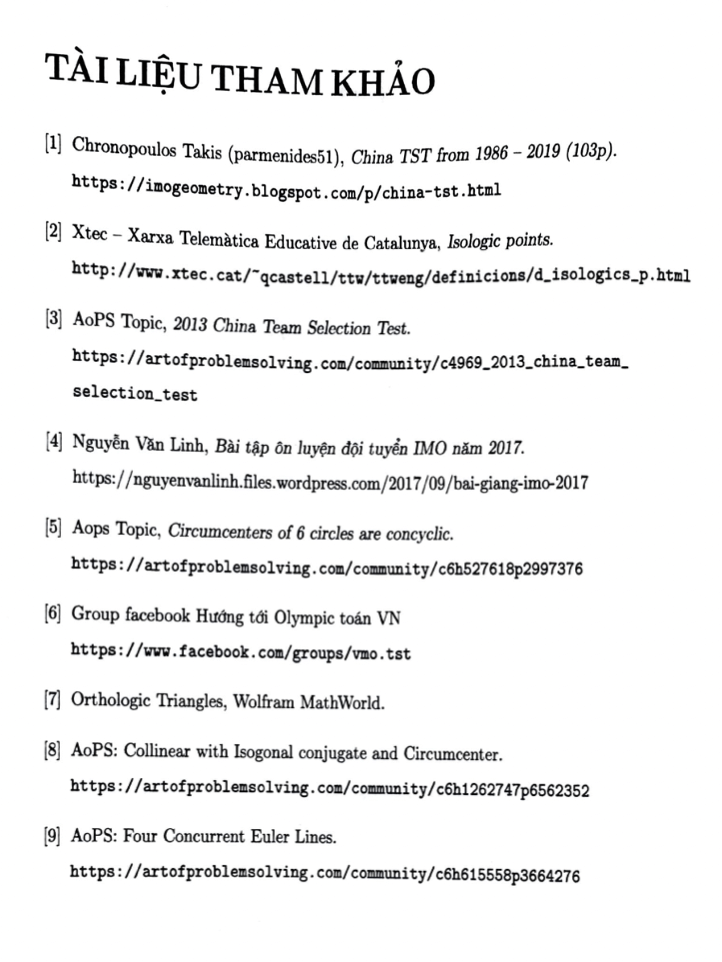 TÀI LIỆU THAM KHẢO
[1] Chronopoulos Takis (parmenides51), China TST from 1986 – 2019 (103p).
https://imogeometry.blogspot.com/p/china-tst.html
[2] Xtec – Xarxa Telemàtica Educative de Catalunya, Isologic points.
http://www.xtec.cat/~qcastell/ttw/ttweng/definicions/d_isologics_p.html
[3] AoPS Topic, 2013 China Team Selection Test.
https://artofproblemsolving.com/community/c4969_2013_china_team_
selection_test
[4] Nguyễn Văn Linh, Bài tập ôn luyện đội tuyển IMO năm 2017.
https://nguyenvanlinh.files.wordpress.com/2017/09/bai-giang-imo-2017
[5] Aops Topic, Circumcenters of 6 circles are concyclic.
https://artofproblemsolving.com/community/c6h527618p2997376
[6] Group facebook Hướng tới Olympic toán VN
https://www.facebook.com/groups/vmo.tst
[7] Orthologic Triangles, Wolfram MathWorld.
[8] AoPS: Collinear with Isogonal conjugate and Circumcenter.
https://artofproblemsolving.com/community/c6h1262747p6562352
[9] AoPS: Four Concurrent Euler Lines.
https://artofproblemsolving.com/community/c6h615558p3664276